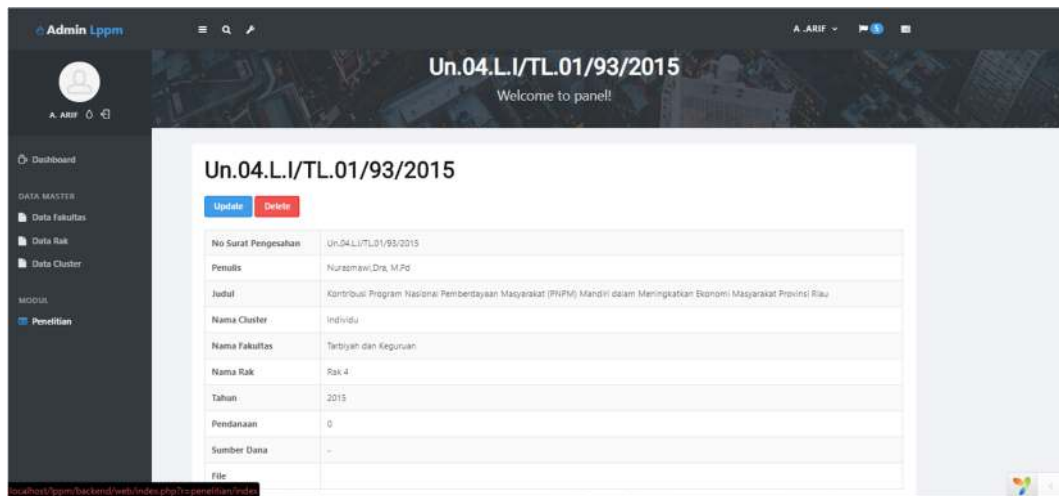 Admin Lppm
A .ARIF
5
A. ARIF
Un.04.L.I/TL.01/93/2015
Welcome to panel!
Dashboard
DATA MASTER
Data Fakultas
Data Rak
Data Cluster
MODUL
Penelitian
Un.04.L.I/TL.01/93/2015
Update Delete
No Surat Pengesahan Un.04.L.I/TL.01/93/2015
Penulis Nurasmawi,Dra, M.Pd
Judul Kontribusi Program Nasional Pemberdayaan Masyarakat (PNPM) Mandiri dalam Meningkatkan Ekonomi Masyarakat Provinsi Riau
Nama Cluster Individu
Nama Fakultas Tarbiyah dan Keguruan
Nama Rak Rak 4
Tahun 2015
Pendanaan 0
Sumber Dana -
File
localhost/lppm/backend/web/index.php?r=penelitian/index